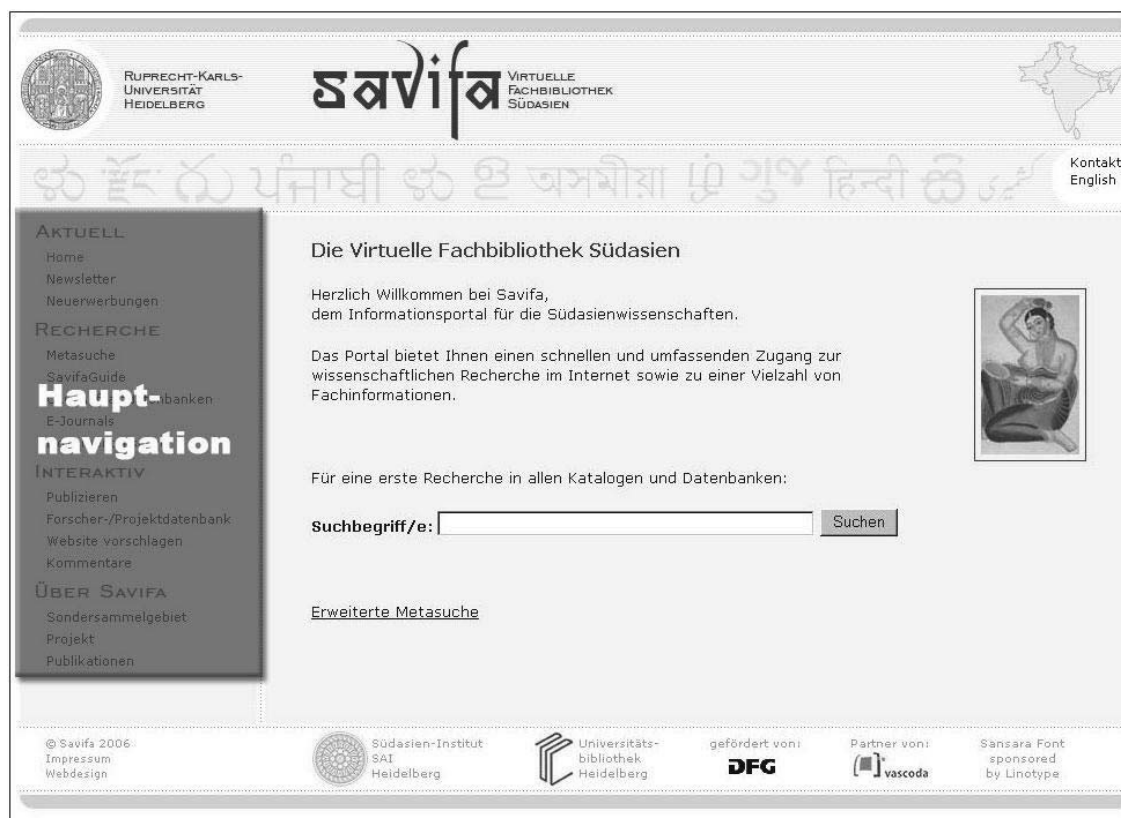 RUPRECHT-KARLS-
UNIVERSITÄT
HEIDELBERG
savifa
VIRTUELLE
FACHBIBLIOTHEK
SÜDASIEN
ਪੰਜਾਬੀ
অসমীয়া
ગુજ
हिन्दी
Kontakt
English
AKTUELL
Home
Newsletter
Neuerwerbungen
RECHERCHE
Metasuche
SavifaGuide
banken
E-Journals
Haupt-
navigation
INTERAKTIV
Publizieren
Forscher-/Projektdatenbank
Website vorschlagen
Kommentare
ÜBER SAVIFA
Sondersammelgebiet
Projekt
Publikationen
Die Virtuelle Fachbibliothek Südasien
Herzlich Willkommen bei Savifa,
dem Informationsportal für die Südasienwissenschaften.
Das Portal bietet Ihnen einen schnellen und umfassenden Zugang zur
wissenschaftlichen Recherche im Internet sowie zu einer Vielzahl von
Fachinformationen.
Für eine erste Recherche in allen Katalogen und Datenbanken:
Suchbegriff/e:
Suchen
Erweiterte Metasuche
© Savifa 2006
Impressum
Webdesign
Südasien-Institut
SAI
Heidelberg
Universitäts-
bibliothek
Heidelberg
gefördert von:
DFG
Partner von:
vascoda
Sansara Font
sponsored
by Linotype